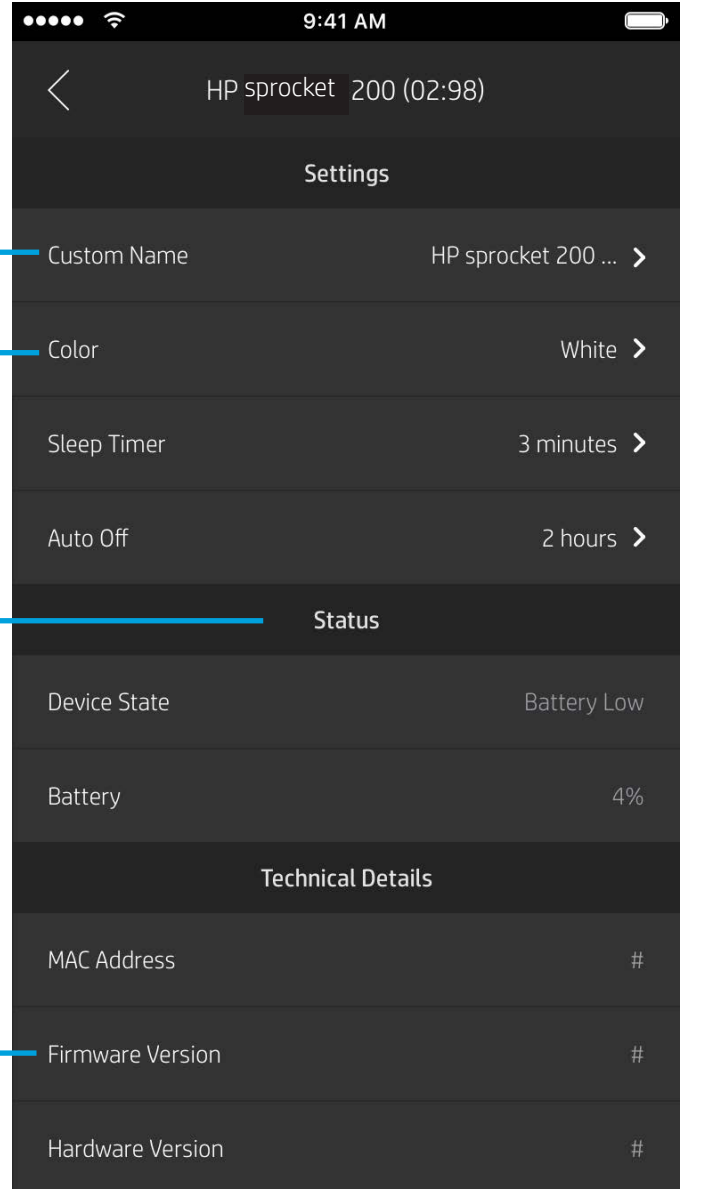 9:41 AM
HP sprocket 200 (02:98)
Settings
Custom Name HP sprocket 200 ...
Color White
Sleep Timer 3 minutes
Auto Off 2 hours
Status
Device State Battery Low
Battery 4%
Technical Details
MAC Address #
Firmware Version #
Hardware Version #